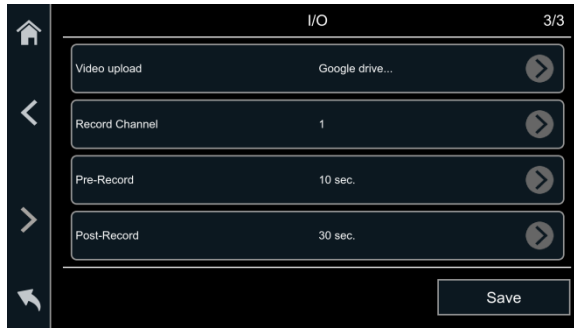 I/O 3/3
Video upload Google drive...
Record Channel 1
Pre-Record 10 sec.
Post-Record 30 sec.
Save